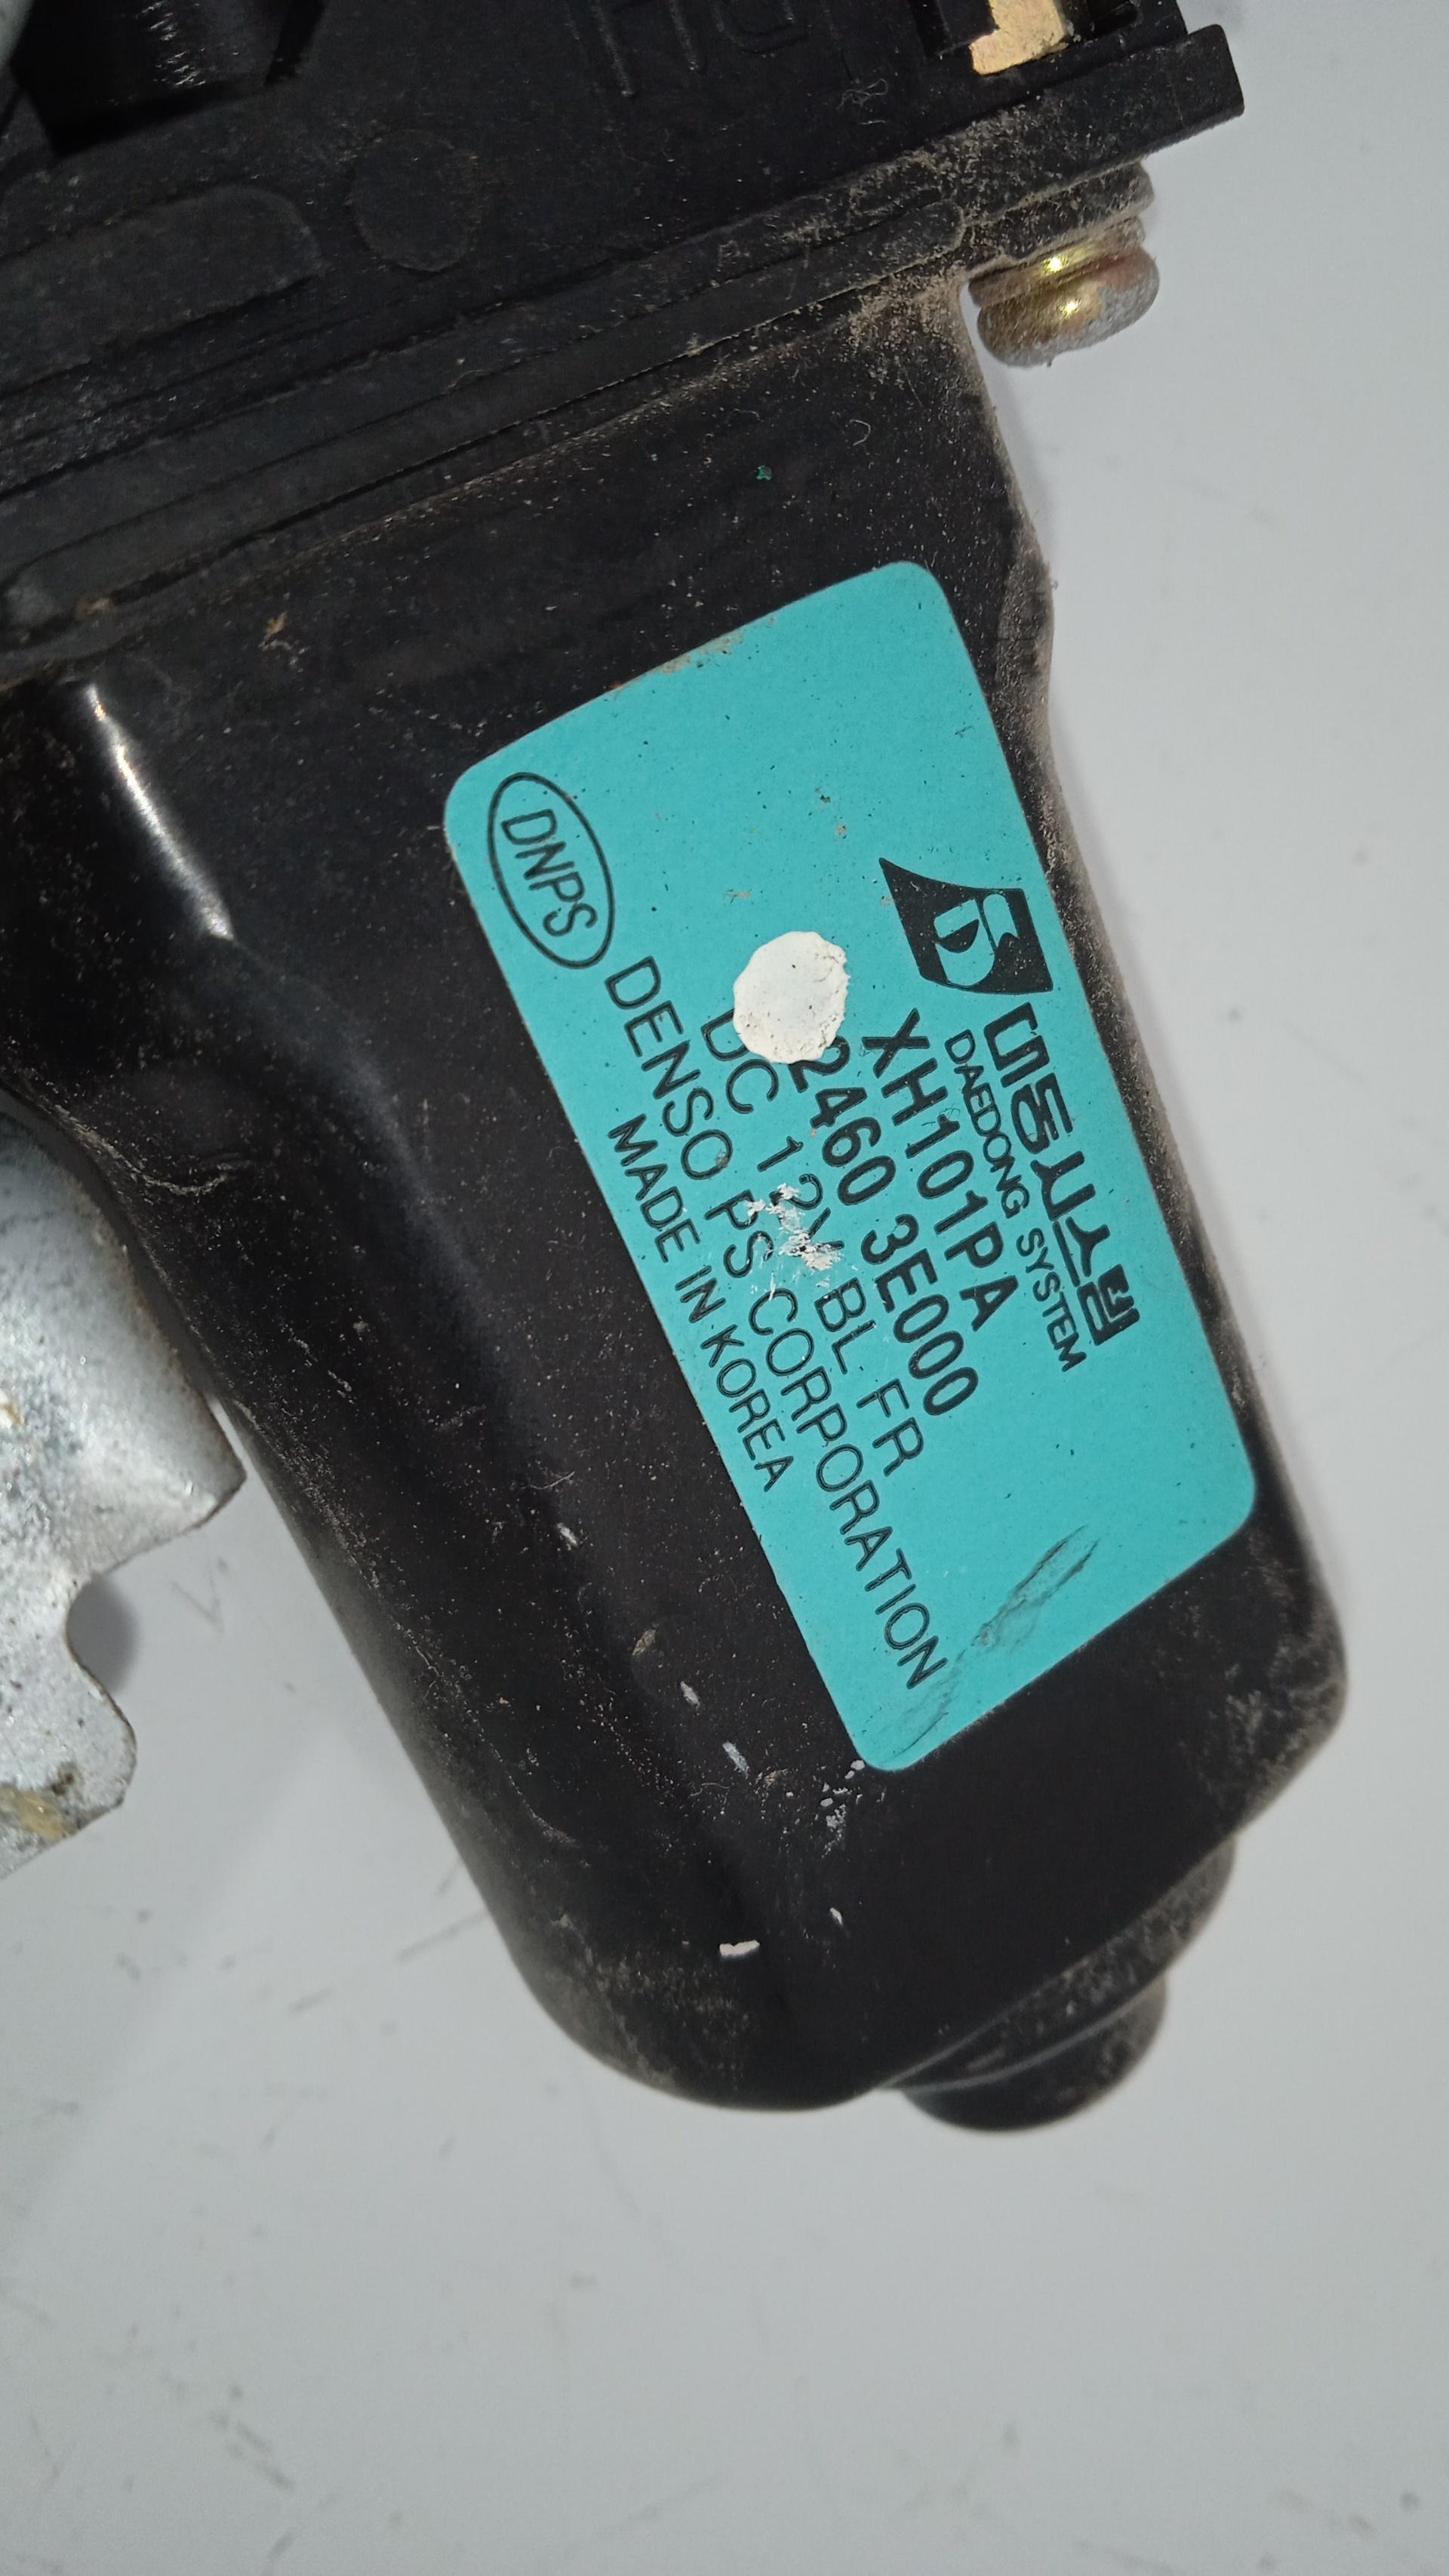 대동시스템
DAEDONG SYSTEM
XH101PA
2460 3E000
DC 12V BL FR
DENSO PS CORPORATION
MADE IN KOREA
DNPS